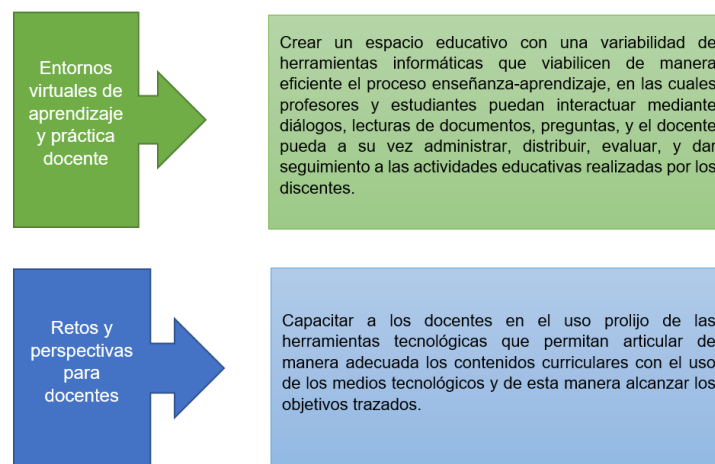 Entornos
virtuales de
aprendizaje
y práctica
docente
Crear un espacio educativo con una variabilidad de
herramientas informáticas que viabilicen de manera
eficiente el proceso enseñanza-aprendizaje, en las cuales
profesores y estudiantes puedan interactuar mediante
diálogos, lecturas de documentos, preguntas, y el docente
pueda a su vez administrar, distribuir, evaluar, y dar
seguimiento a las actividades educativas realizadas por los
discentes.
Retos y
perspectivas
para
docentes
Capacitar a los docentes en el uso prolijo de las
herramientas tecnológicas que permitan articular de
manera adecuada los contenidos curriculares con el uso
de los medios tecnológicos y de esta manera alcanzar los
objetivos trazados.